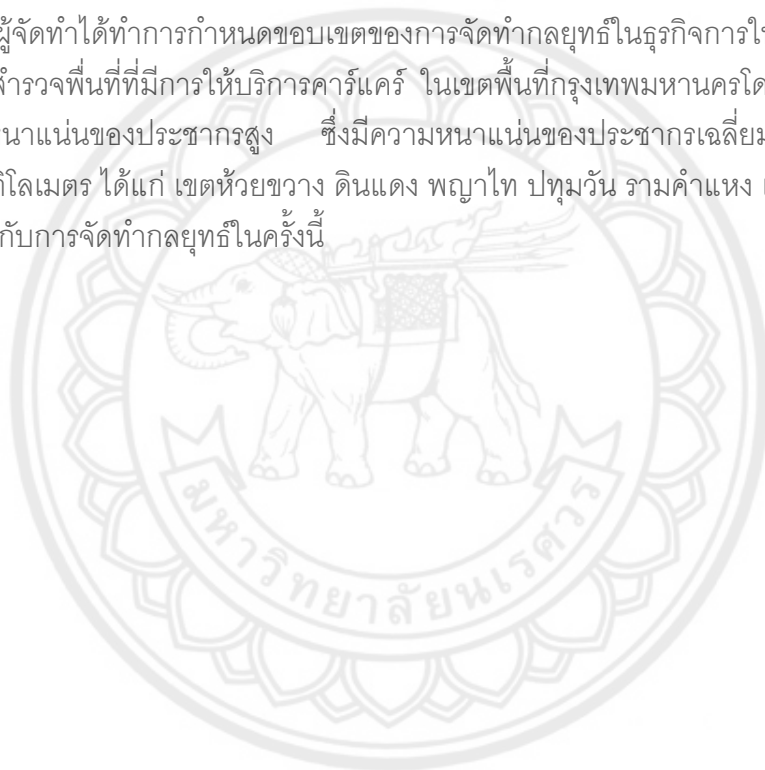 ผู้จัดทำได้ทำการกำหนดขอบเขตของการจัดทำกลยุทธ์ในธุรกิจการใ
สำรวจพื้นที่ที่มีการให้บริการคาร์แคร์ ในเขตพื้นที่กรุงเทพมหานครโด
นาแน่นของประชากรสูง ซึ่งมีความหนาแน่นของประชากรเฉลี่ยม
กิโลเมตร ได้แก่ เขตห้วยขวาง ดินแดง พญาไท ปทุมวัน รามคำแหง
กับการจัดทำกลยุทธ์ในครั้งนี้
มหาวิทยาลัยนเรศวร